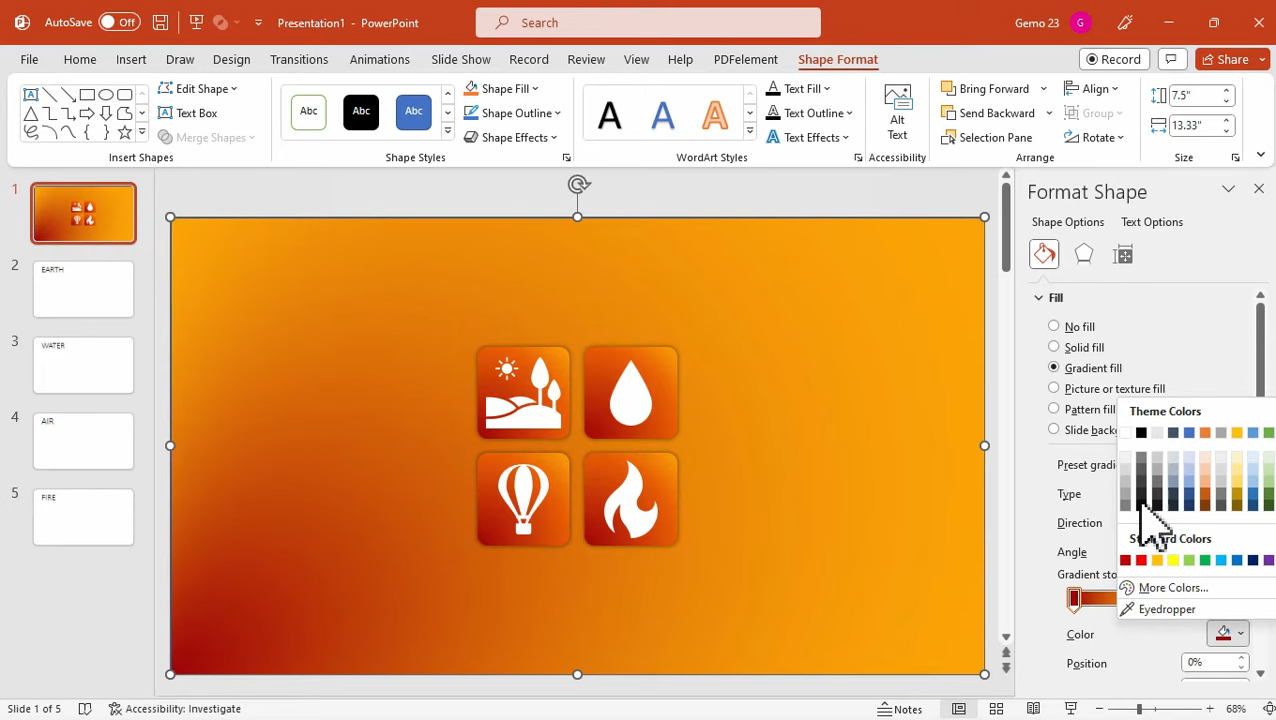 AutoSave Off Presentation1 - PowerPoint Search Gemo 23 G
File Home Insert Draw Design Transitions Animations Slide Show Record Review View Help PDFelement Shape Format Record Share
Edit Shape
Text Box
Merge Shapes
Insert Shapes
Abc Abc Abc
Shape Fill
Shape Outline
Shape Effects
Shape Styles
A A A
Text Fill
Text Outline
Text Effects
WordArt Styles
Alt
Text
Accessibility
Bring Forward
Send Backward
Selection Pane
Align
Group
Rotate
Arrange
7.5"
13.33"
Size
1
2
EARTH
3
WATER
4
AIR
5
FIRE
Format Shape
Shape Options Text Options
Fill
No fill
Solid fill
Gradient fill
Picture or texture fill
Pattern fill
Slide
Preset
Type
Direction
Angle
Gradient
Color
Position 0%
Theme Colors
Colors
More Colors...
Eyedropper
Slide 1 of 5 Accessibility: Investigate Notes 68%